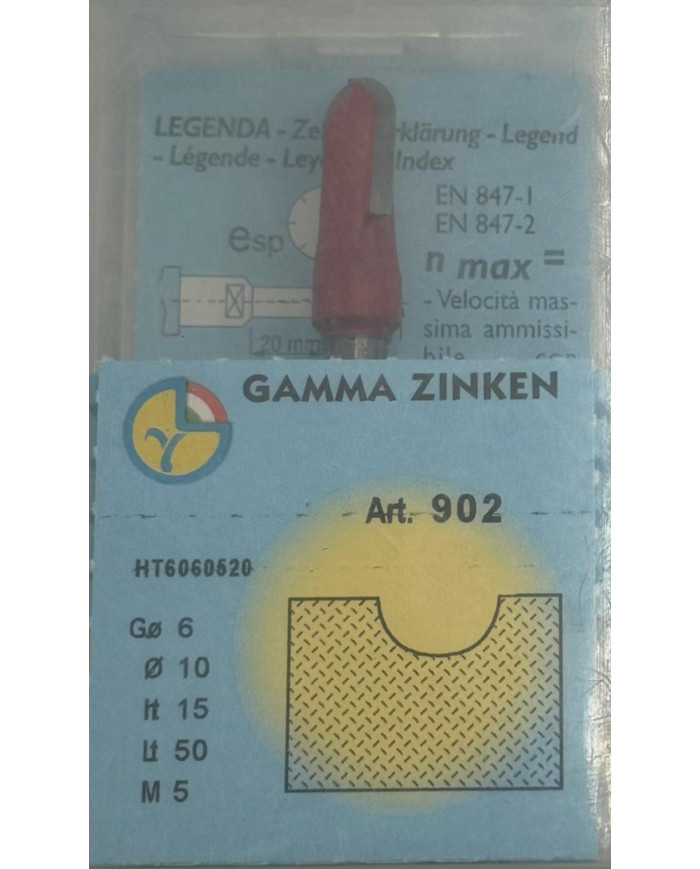 LEGENDA - Ze rklärung - Legend
- Légende - Ley Index
EN 847-1
EN 847-2
esp
n max =
- Velocità mas-
sima ammissi-
20 mm
GAMMA ZINKEN
Art. 902
HT6060520
Gø 6
Ø 10
ht 15
Lt 50
M 5